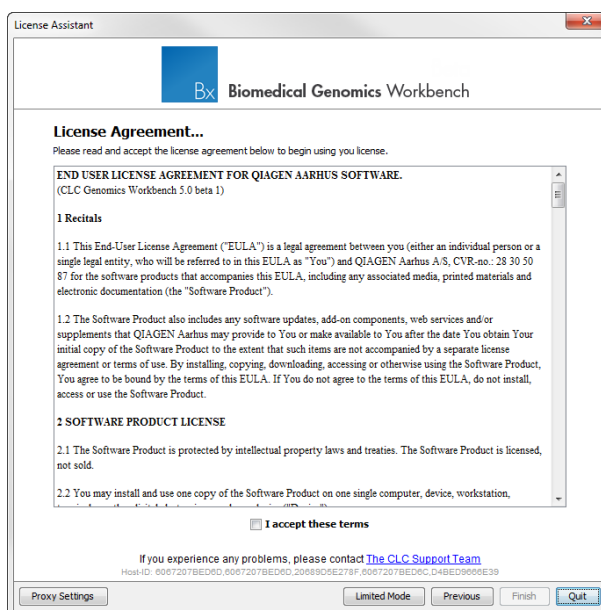 License Assistant
Bx Biomedical Genomics Workbench
License Agreement...
Please read and accept the license agreement below to begin using you license.
END USER LICENSE AGREEMENT FOR QIAGEN AARHUS SOFTWARE.
(CLC Genomics Workbench 5.0 beta 1)
1 Recitals
1.1 This End-User License Agreement ("EULA") is a legal agreement between you (either an individual person or a
single legal entity, who will be referred to in this EULA as "You") and QIAGEN Aarhus A/S, CVR-no.: 28 30 50
87 for the software products that accompanies this EULA, including any associated media, printed materials and
electronic documentation (the "Software Product").
1.2 The Software Product also includes any software updates, add-on components, web services and/or
supplements that QIAGEN Aarhus may provide to You or make available to You after the date You obtain Your
initial copy of the Software Product to the extent that such items are not accompanied by a separate license
agreement or terms of use. By installing, copying, downloading, accessing or otherwise using the Software Product,
You agree to be bound by the terms of this EULA. If You do not agree to the terms of this EULA, do not install,
access or use the Software Product.
2 SOFTWARE PRODUCT LICENSE
2.1 The Software Product is protected by intellectual property laws and treaties. The Software Product is licensed,
not sold.
2.2 You may install and use one copy of the Software Product on one single computer, device, workstation,
I accept these terms
If you experience any problems, please contact The CLC Support Team
Host-ID: 6067207BED6D,6067207BED6D,20689D5E278F,6067207BED6C,D4BED9666E39
Proxy Settings
Limited Mode
Previous
Finish
Quit